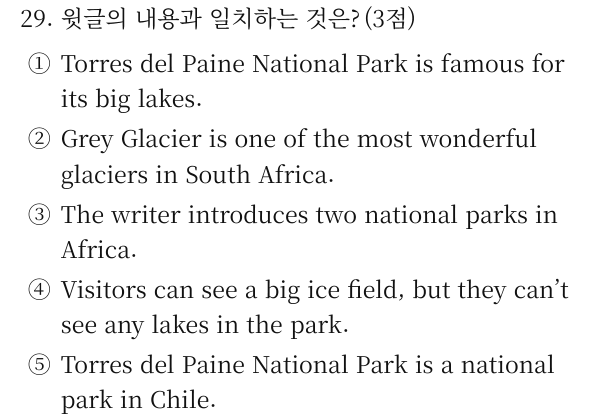 29. 윗글의 내용과 일치하는 것은? (3점)
① Torres del Paine National Park is famous for
its big lakes.
② Grey Glacier is one of the most wonderful
glaciers in South Africa.
③ The writer introduces two national parks in
Africa.
④ Visitors can see a big ice field, but they can’t
see any lakes in the park.
⑤ Torres del Paine National Park is a national
park in Chile.